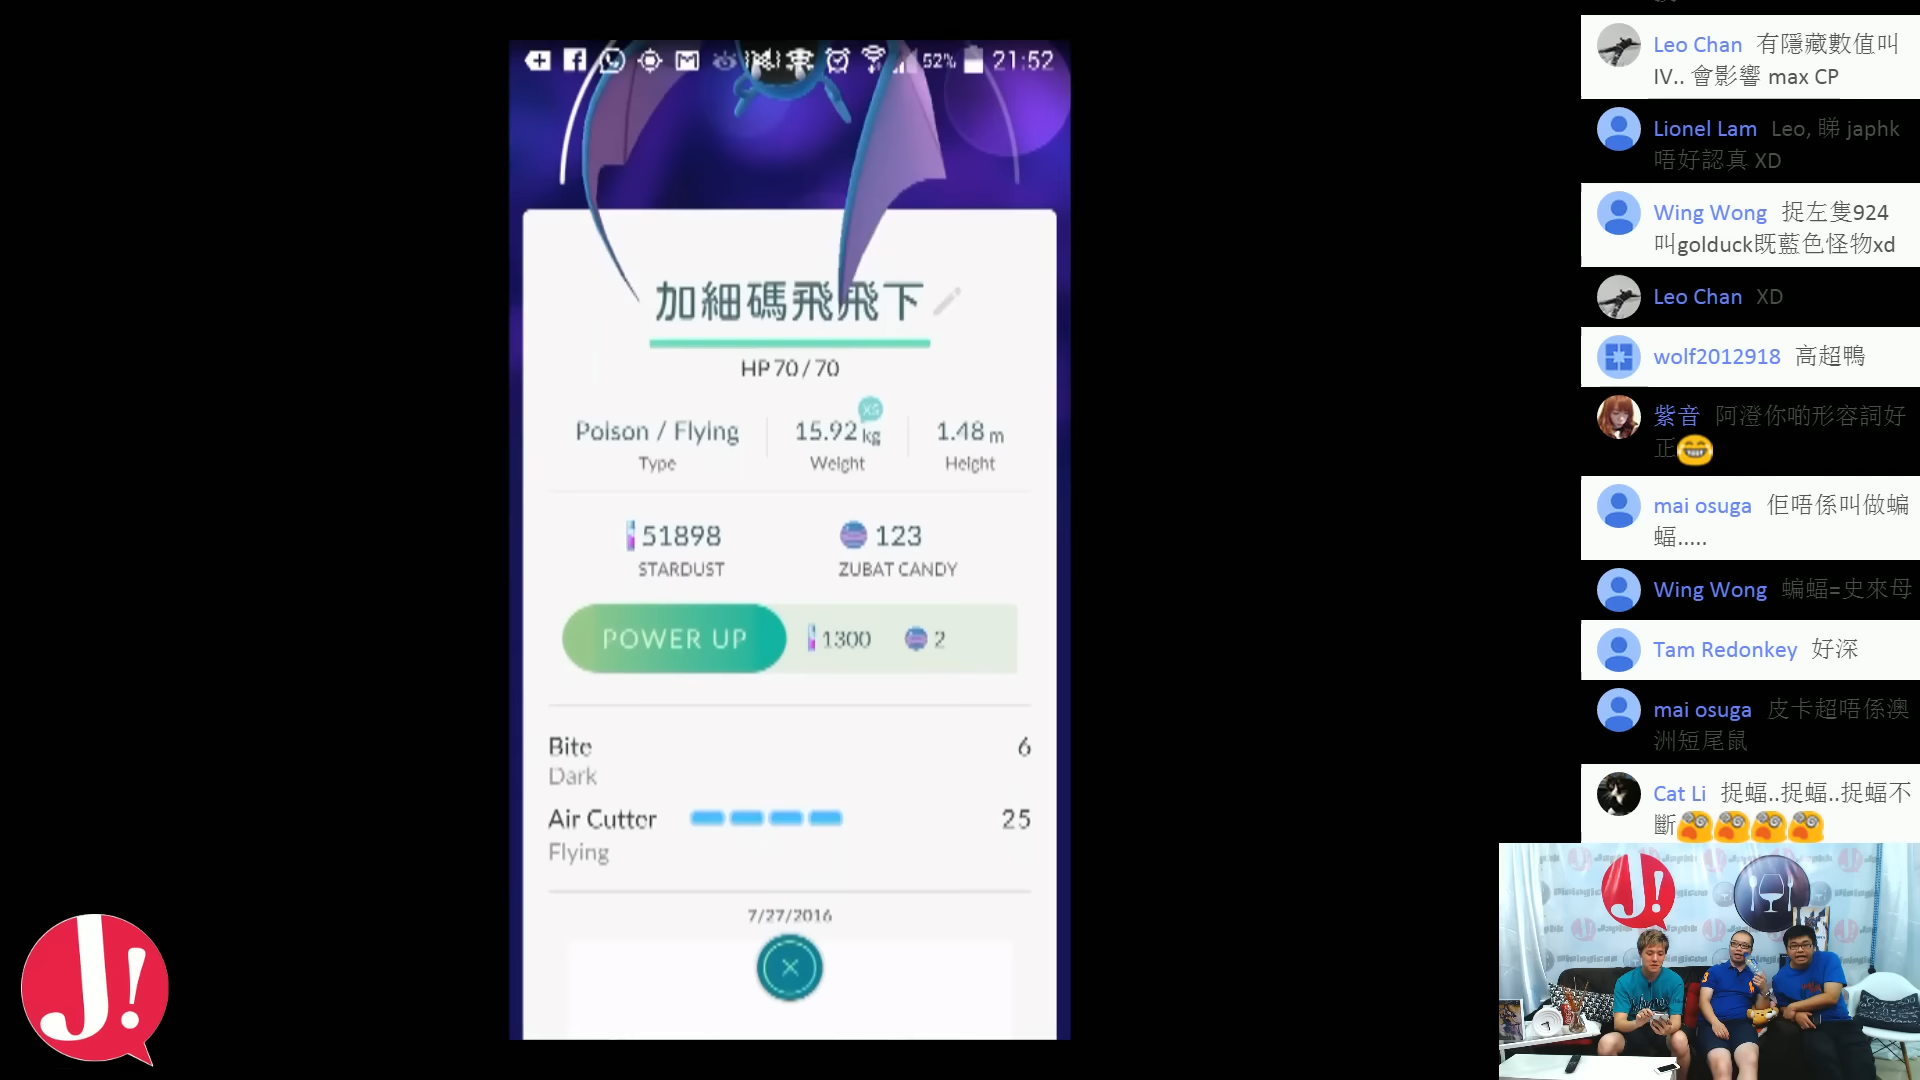 52% 21:52
加細碼飛飛下
HP 70 / 70
Poison / Flying
Type
XS
15.92 kg
Weight
1.48 m
Height
51898
STARDUST
123
ZUBAT CANDY
POWER UP
1300
2
Bite
6
Dark
Air Cutter
25
Flying
7/27/2016
Leo Chan 有隱藏數值叫
IV.. 會影響 max CP
Lionel Lam Leo, 睇 japhk
唔好認真 XD
Wing Wong 捉左隻924
叫golduck既藍色怪物xd
Leo Chan XD
wolf2012918 高超鴨
紫音 阿澄你啲形容詞好
正
mai osuga 佢唔係叫做蝙
蝠.....
Wing Wong 蝙蝠=史來母
Tam Redonkey 好深
mai osuga 皮卡超唔係澳
洲短尾鼠
Cat Li 捉蝠..捉蝠..捉蝠不
斷
J!
J!